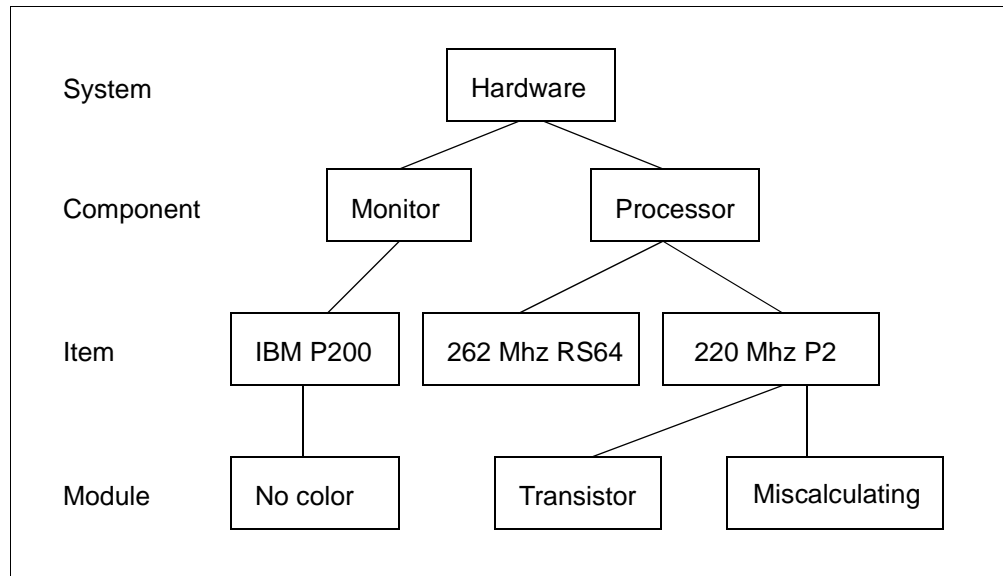 System
Hardware
Component
Monitor
Processor
Item
IBM P200
262 Mhz RS64
220 Mhz P2
Module
No color
Transistor
Miscalculating